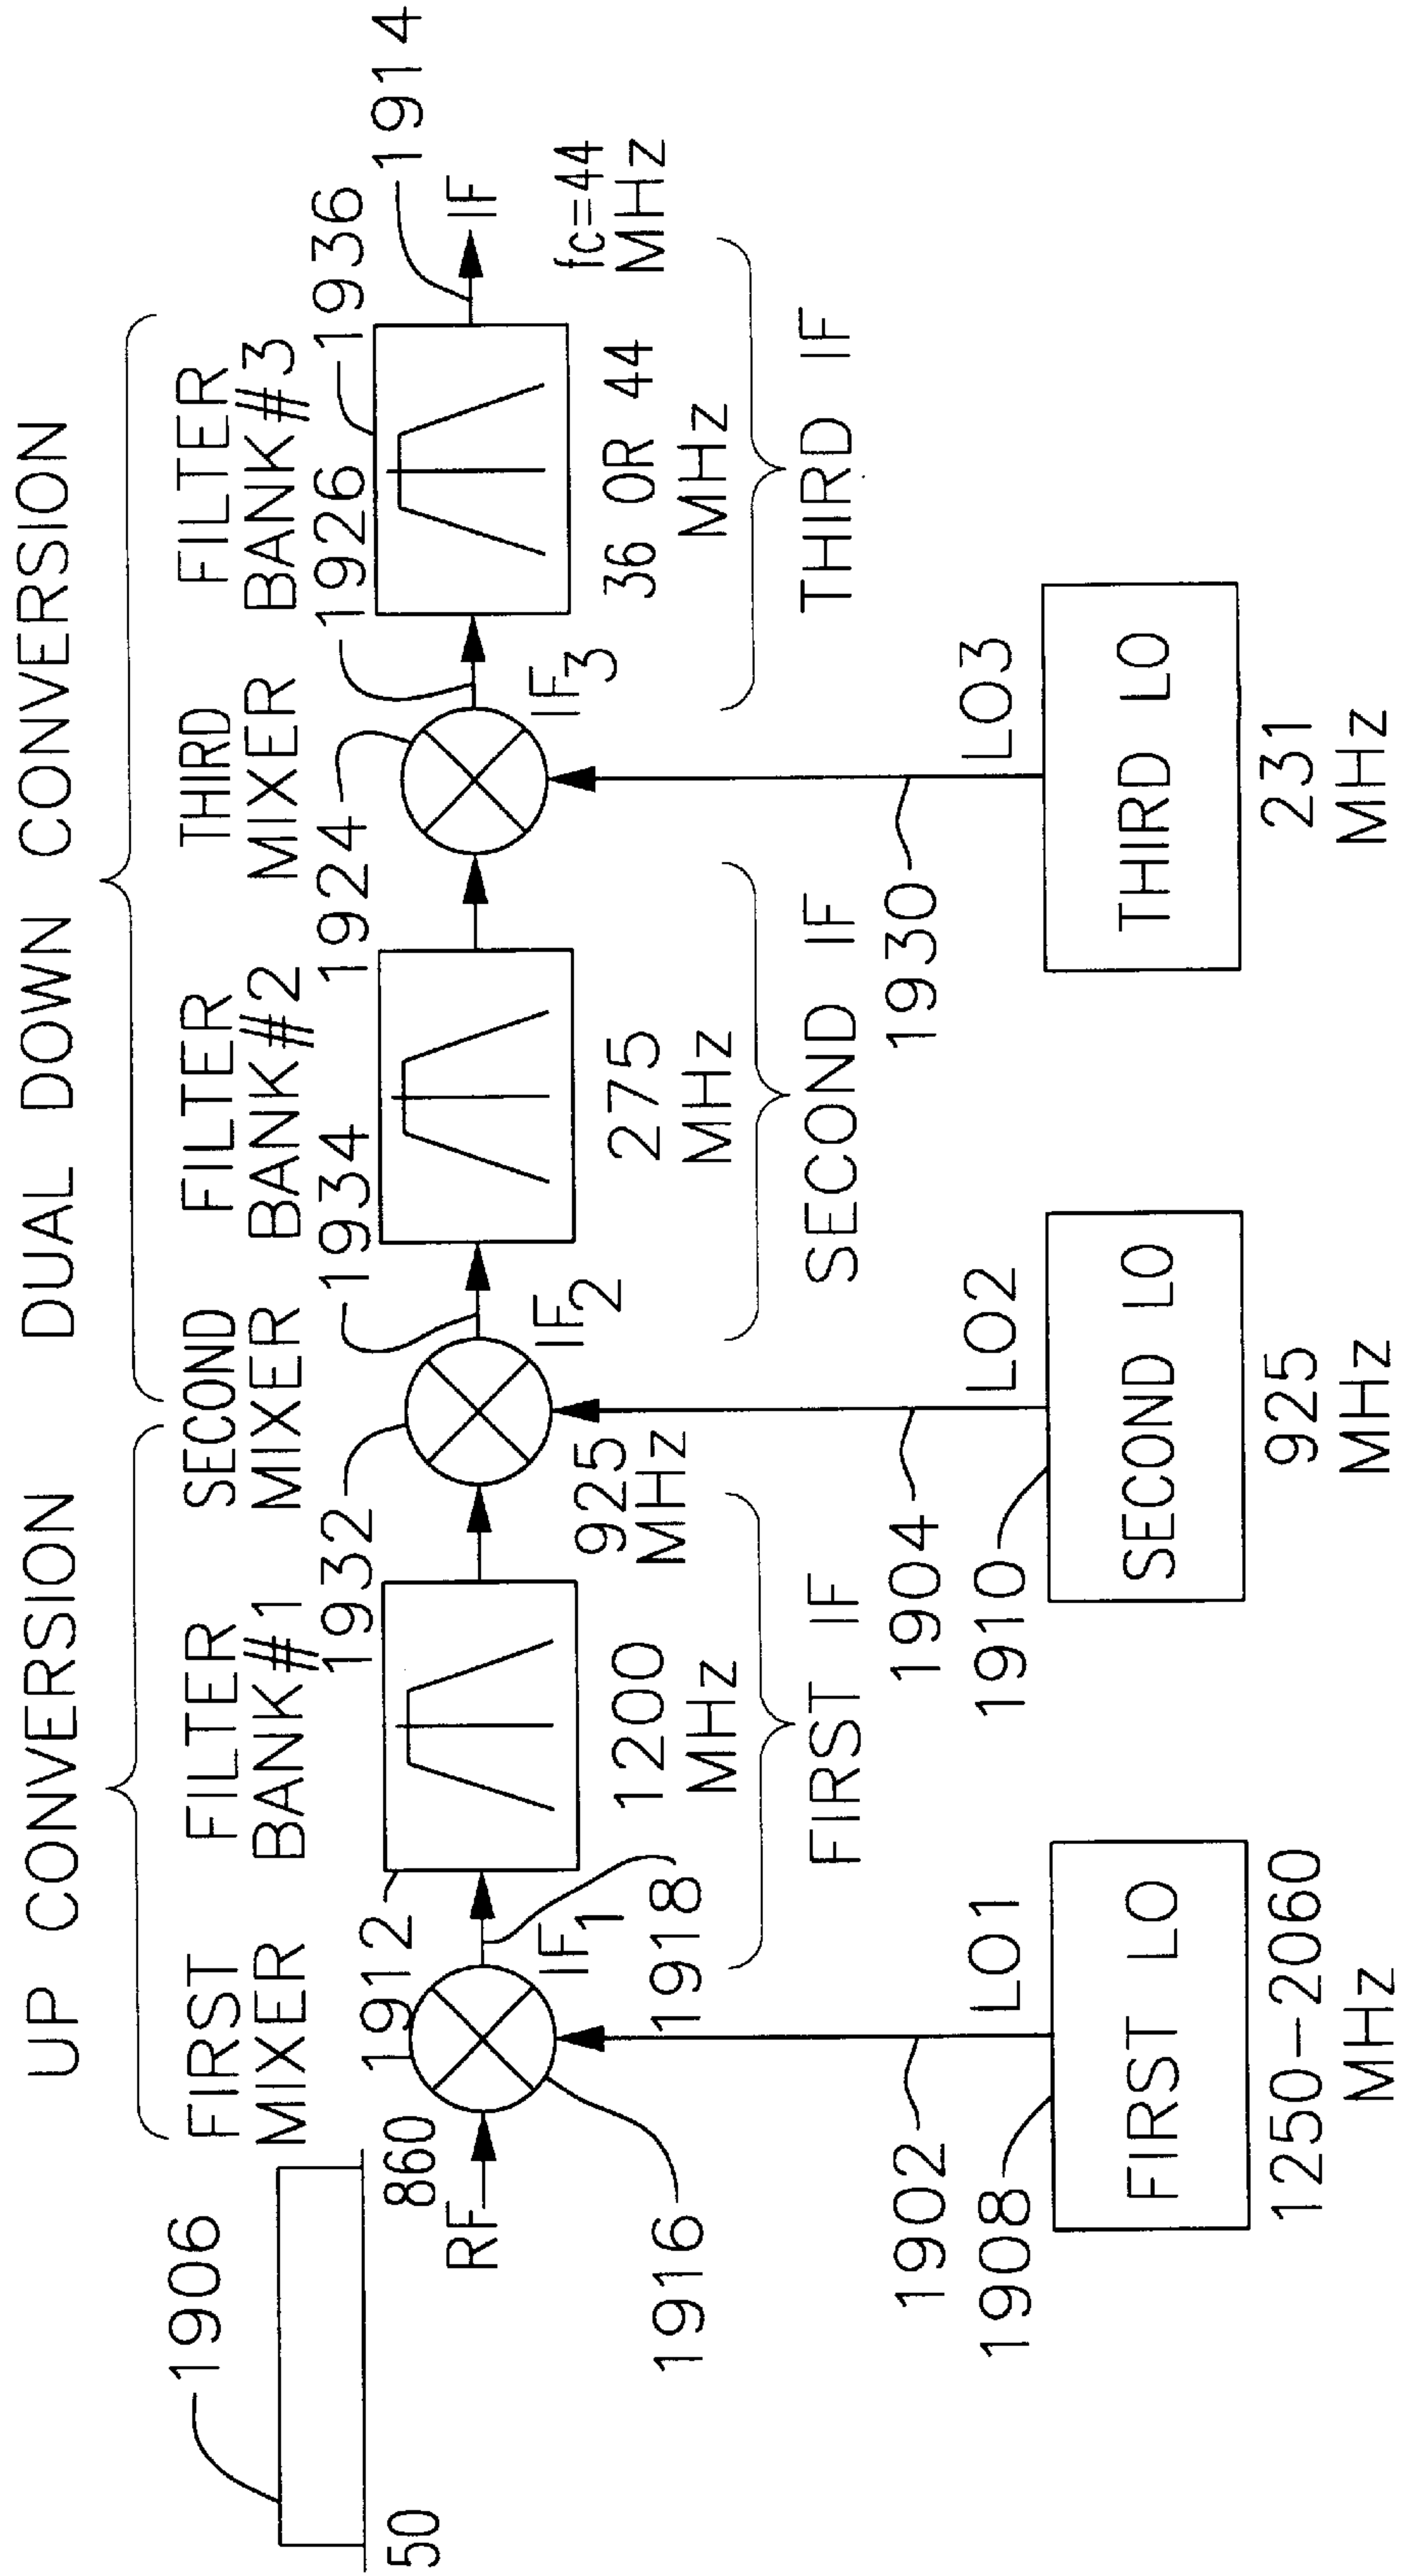 UP CONVERSION
DUAL DOWN CONVERSION
1906
FIRST
MIXER
FILTER
BANK#1
SECOND
MIXER
FILTER
BANK#2
THIRD
MIXER
FILTER
BANK#3
1912
1932
1934
1924
1926
1936
1914
50
860
RF
IF1
IF2
IF3
IF
1916
1918
1200
MHz
925
MHz
275
MHz
36 OR 44
MHz
fc=44
MHz
FIRST IF
SECOND IF
THIRD IF
1902
1908
LO1
1904
1910
LO2
1930
LO3
FIRST LO
SECOND LO
THIRD LO
1250-2060
MHz
925
MHz
231
MHz